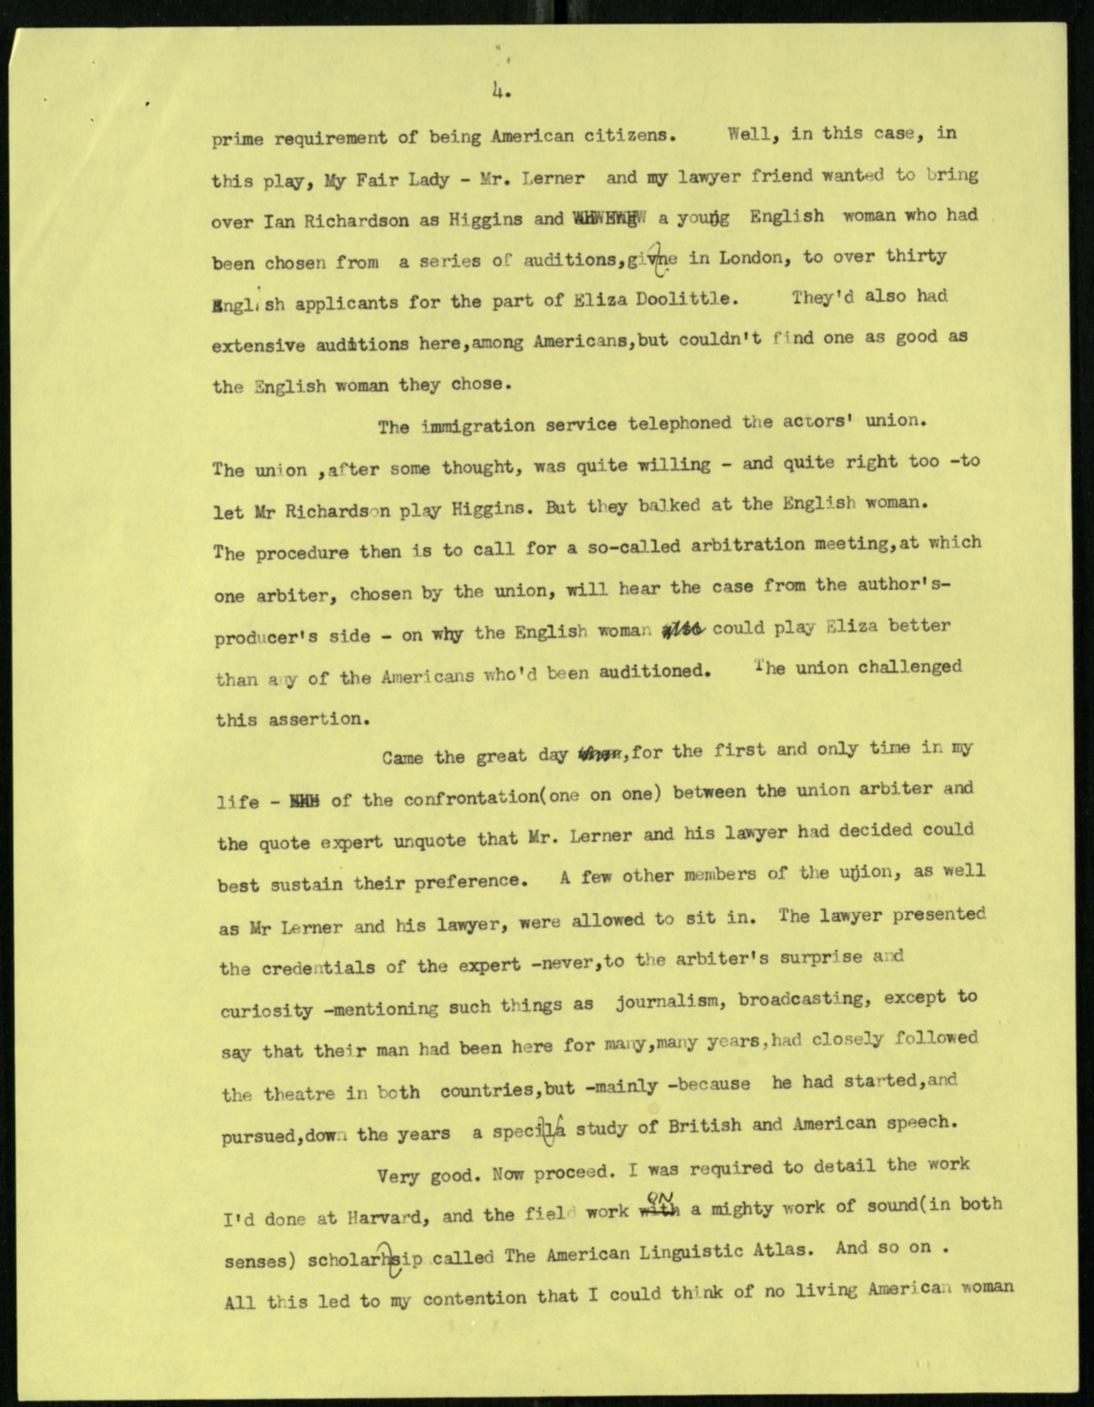 4.
prime requirement of being American citizens. Well, in this case, in
this play, My Fair Lady - Mr. Lerner and my lawyer friend wanted to bring
over Ian Richardson as Higgins and a young English woman who had
been chosen from a series of auditions,givne in London, to over thirty
English applicants for the part of Eliza Doolittle. They'd also had
extensive auditions here,among Americans,but couldn't find one as good as
the English woman they chose.
The immigration service telephoned the actors' union.
The union ,after some thought, was quite willing - and quite right too -to
let Mr Richardson play Higgins. But they balked at the English woman.
The procedure then is to call for a so-called arbitration meeting,at which
one arbiter, chosen by the union, will hear the case from the author's-
producer's side - on why the English woman could play Eliza better
than any of the Americans who'd been auditioned. The union challenged
this assertion.
Came the great day ,for the first and only time in my
life - of the confrontation(one on one) between the union arbiter and
the quote expert unquote that Mr. Lerner and his lawyer had decided could
best sustain their preference. A few other members of the union, as well
as Mr Lerner and his lawyer, were allowed to sit in. The lawyer presented
the credentials of the expert -never,to the arbiter's surprise and
curiosity -mentioning such things as journalism, broadcasting, except to
say that their man had been here for many,many years,had closely followed
the theatre in both countries,but -mainly -because he had started,and
pursued,down the years a specila study of British and American speech.
Very good. Now proceed. I was required to detail the work
I'd done at Harvard, and the field work with ON a mighty work of sound(in both
senses) scholarhsip called The American Linguistic Atlas. And so on .
All this led to my contention that I could think of no living American woman